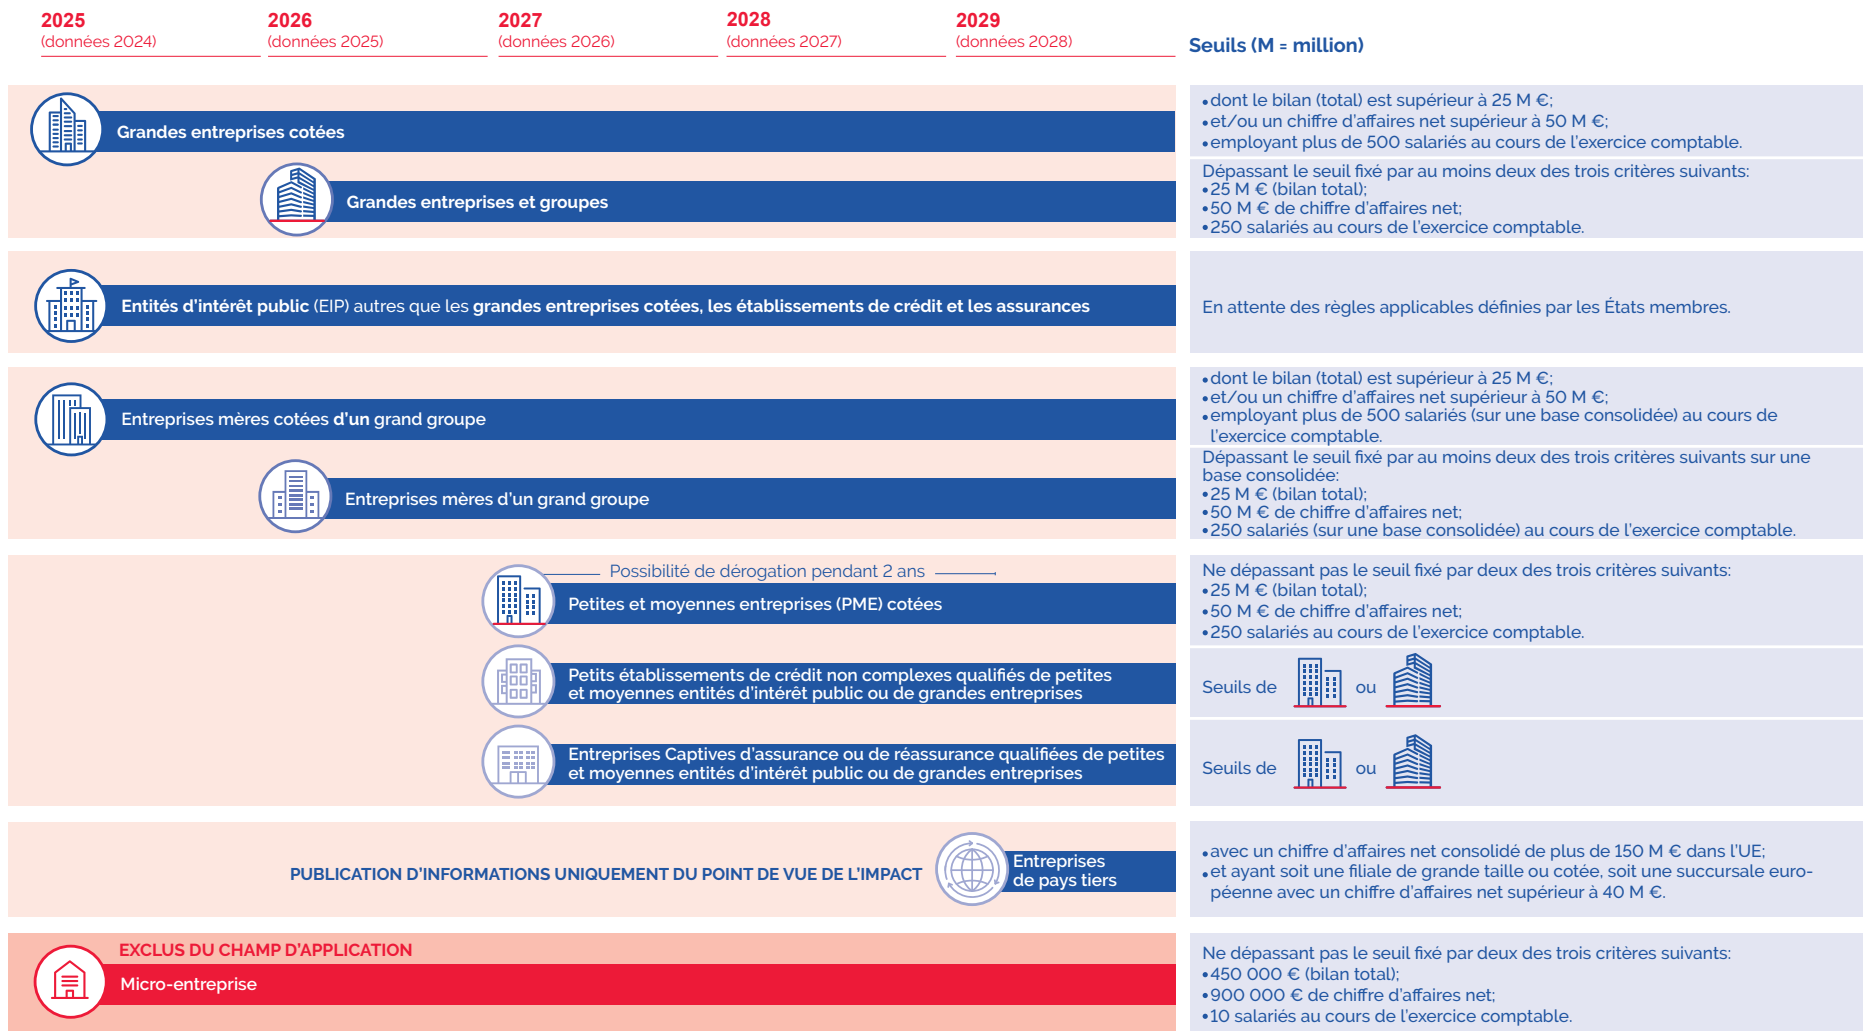 2025
(données 2024)
2026
(données 2025)
2027
(données 2026)
2028
(données 2027)
2029
(données 2028)
Seuils (M = million)
Grandes entreprises cotées
•dont le bilan (total) est supérieur à 25 M €;
•et/ou un chiffre d'affaires net supérieur à 50 M €;
•employant plus de 500 salariés au cours de l'exercice comptable.
Grandes entreprises et groupes
Dépassant le seuil fixé par au moins deux des trois critères suivants:
•25 M € (bilan total);
•50 M € de chiffre d'affaires net;
•250 salariés au cours de l'exercice comptable.
Entités d'intérêt public (EIP) autres que les grandes entreprises cotées, les établissements de crédit et les assurances
En attente des règles applicables définies par les États membres.
Entreprises mères cotées d'un grand groupe
•dont le bilan (total) est supérieur à 25 M €;
•et/ou un chiffre d'affaires net supérieur à 50 M €;
•employant plus de 500 salariés (sur une base consolidée) au cours de
l'exercice comptable.
Entreprises mères d'un grand groupe
Dépassant le seuil fixé par au moins deux des trois critères suivants sur une
base consolidée:
•25 M € (bilan total);
•50 M € de chiffre d'affaires net;
•250 salariés (sur une base consolidée) au cours de l'exercice comptable.
Possibilité de dérogation pendant 2 ans
Petites et moyennes entreprises (PME) cotées
Ne dépassant pas le seuil fixé par deux des trois critères suivants:
•25 M € (bilan total);
•50 M € de chiffre d'affaires net;
•250 salariés au cours de l'exercice comptable.
Petits établissements de crédit non complexes qualifiés de petites
et moyennes entités d'intérêt public ou de grandes entreprises
Seuils de ou
Entreprises Captives d'assurance ou de réassurance qualifiées de petites
et moyennes entités d'intérêt public ou de grandes entreprises
Seuils de ou
PUBLICATION D'INFORMATIONS UNIQUEMENT DU POINT DE VUE DE L'IMPACT
Entreprises
de pays tiers
•avec un chiffre d'affaires net consolidé de plus de 150 M € dans l'UE;
•et ayant soit une filiale de grande taille ou cotée, soit une succursale euro-
péenne avec un chiffre d'affaires net supérieur à 40 M €.
EXCLUS DU CHAMP D'APPLICATION
Micro-entreprise
Ne dépassant pas le seuil fixé par deux des trois critères suivants:
•450 000 € (bilan total);
•900 000 € de chiffre d'affaires net;
•10 salariés au cours de l'exercice comptable.